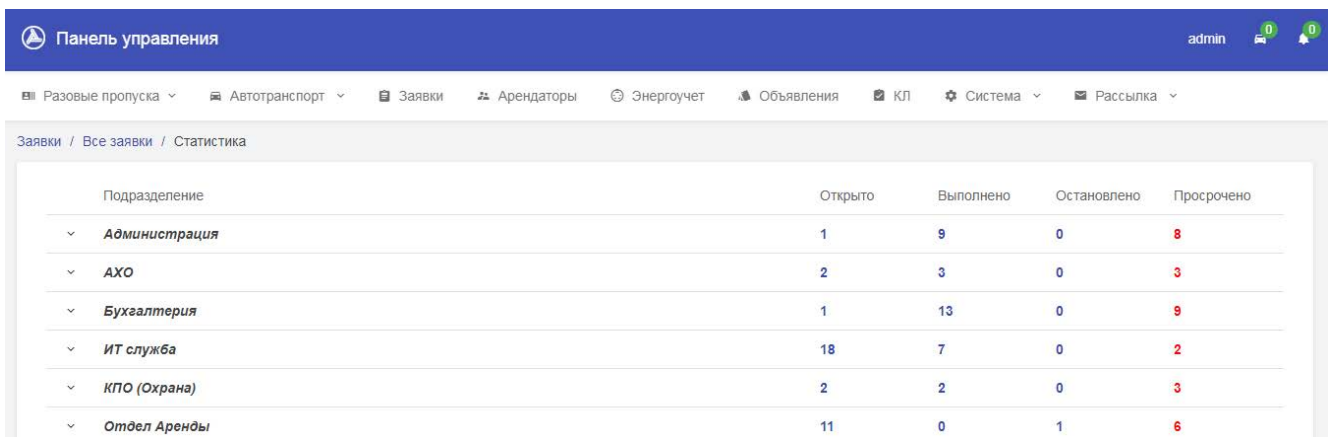 Панель управления admin 0 0
Разовые пропуска Автотранспорт Заявки Арендаторы Энергоучет Объявления КЛ Система Рассылка
Заявки / Все заявки / Статистика
Подразделение Открыто Выполнено Остановлено Просрочено
Администрация 1 9 0 8
АХО 2 3 0 3
Бухгалтерия 1 13 0 9
ИТ служба 18 7 0 2
КПО (Охрана) 2 2 0 3
Отдел Аренды 11 0 1 6